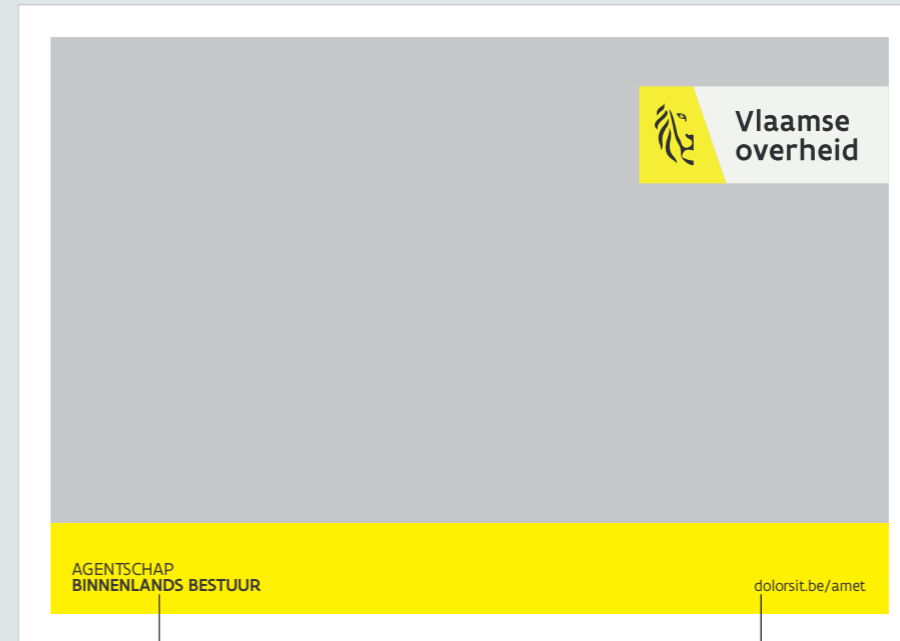 Vlaamse
overheid
AGENTSCHAP
BINNENLANDS BESTUUR
dolorsit.be/amet